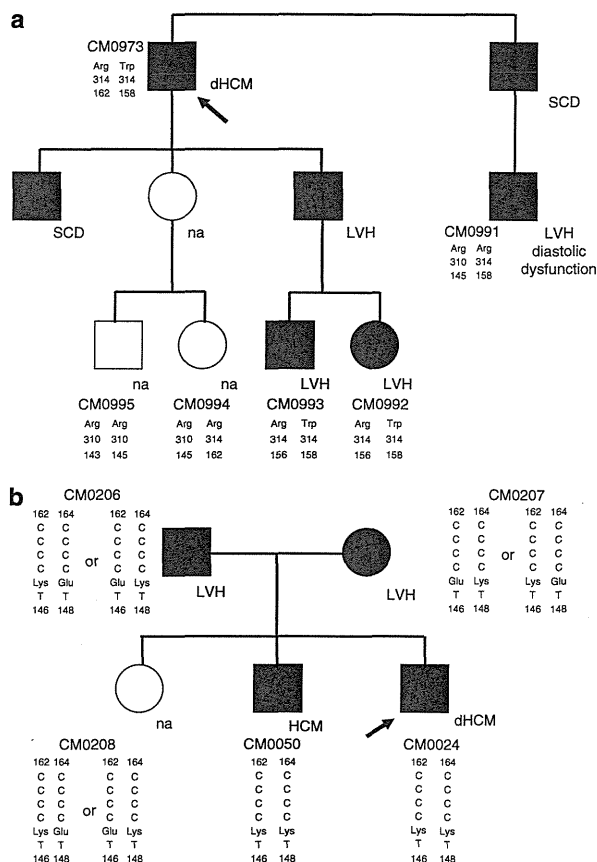 a
CM0973
Arg Trp
314 314
162 158
dHCM
SCD
SCD
na
LVH
CM0991
Arg Arg
310 314
145 158
LVH
diastolic
dysfunction
na
na
LVH
LVH
CM0995
Arg Arg
310 310
143 145
CM0994
Arg Arg
310 314
145 162
CM0993
Arg Trp
314 314
156 158
CM0992
Arg Trp
314 314
156 158
b
CM0206
162 164 162 164
C C C C
C C C C
C C or C C
C C C C
Lys Glu Glu Lys
T T T T
146 148 146 148
LVH
LVH
CM0207
162 164 162 164
C C C C
C C C C
C C or C C
C C C C
Glu Lys Lys Glu
T T T T
146 148 146 148
na
HCM
dHCM
CM0208
162 164 162 164
C C C C
C C C C
C C or C C
C C C C
Lys Glu Glu Lys
T T T T
146 148 146 148
CM0050
162 164
C C
C C
C C
C C
Lys Lys
T T
146 148
CM0024
162 164
C C
C C
C C
C C
Lys Lys
T T
146 148